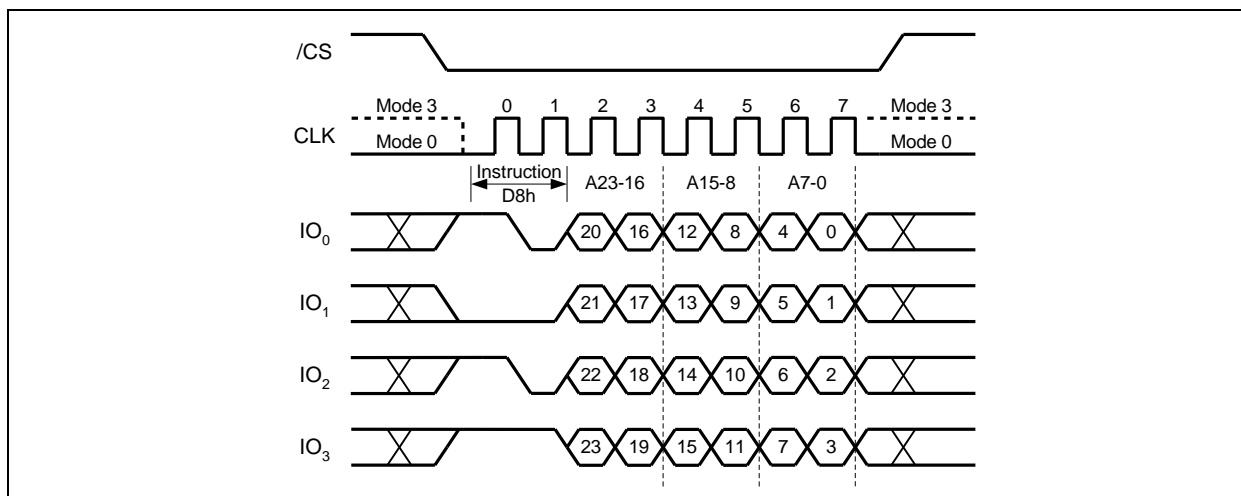 /CS
Mode 3 0 1 2 3 4 5 6 7 Mode 3
CLK
Mode 0 Mode 0
Instruction A23-16 A15-8 A7-0
D8h
IO0 20 16 12 8 4 0
IO1 21 17 13 9 5 1
IO2 22 18 14 10 6 2
IO3 23 19 15 11 7 3